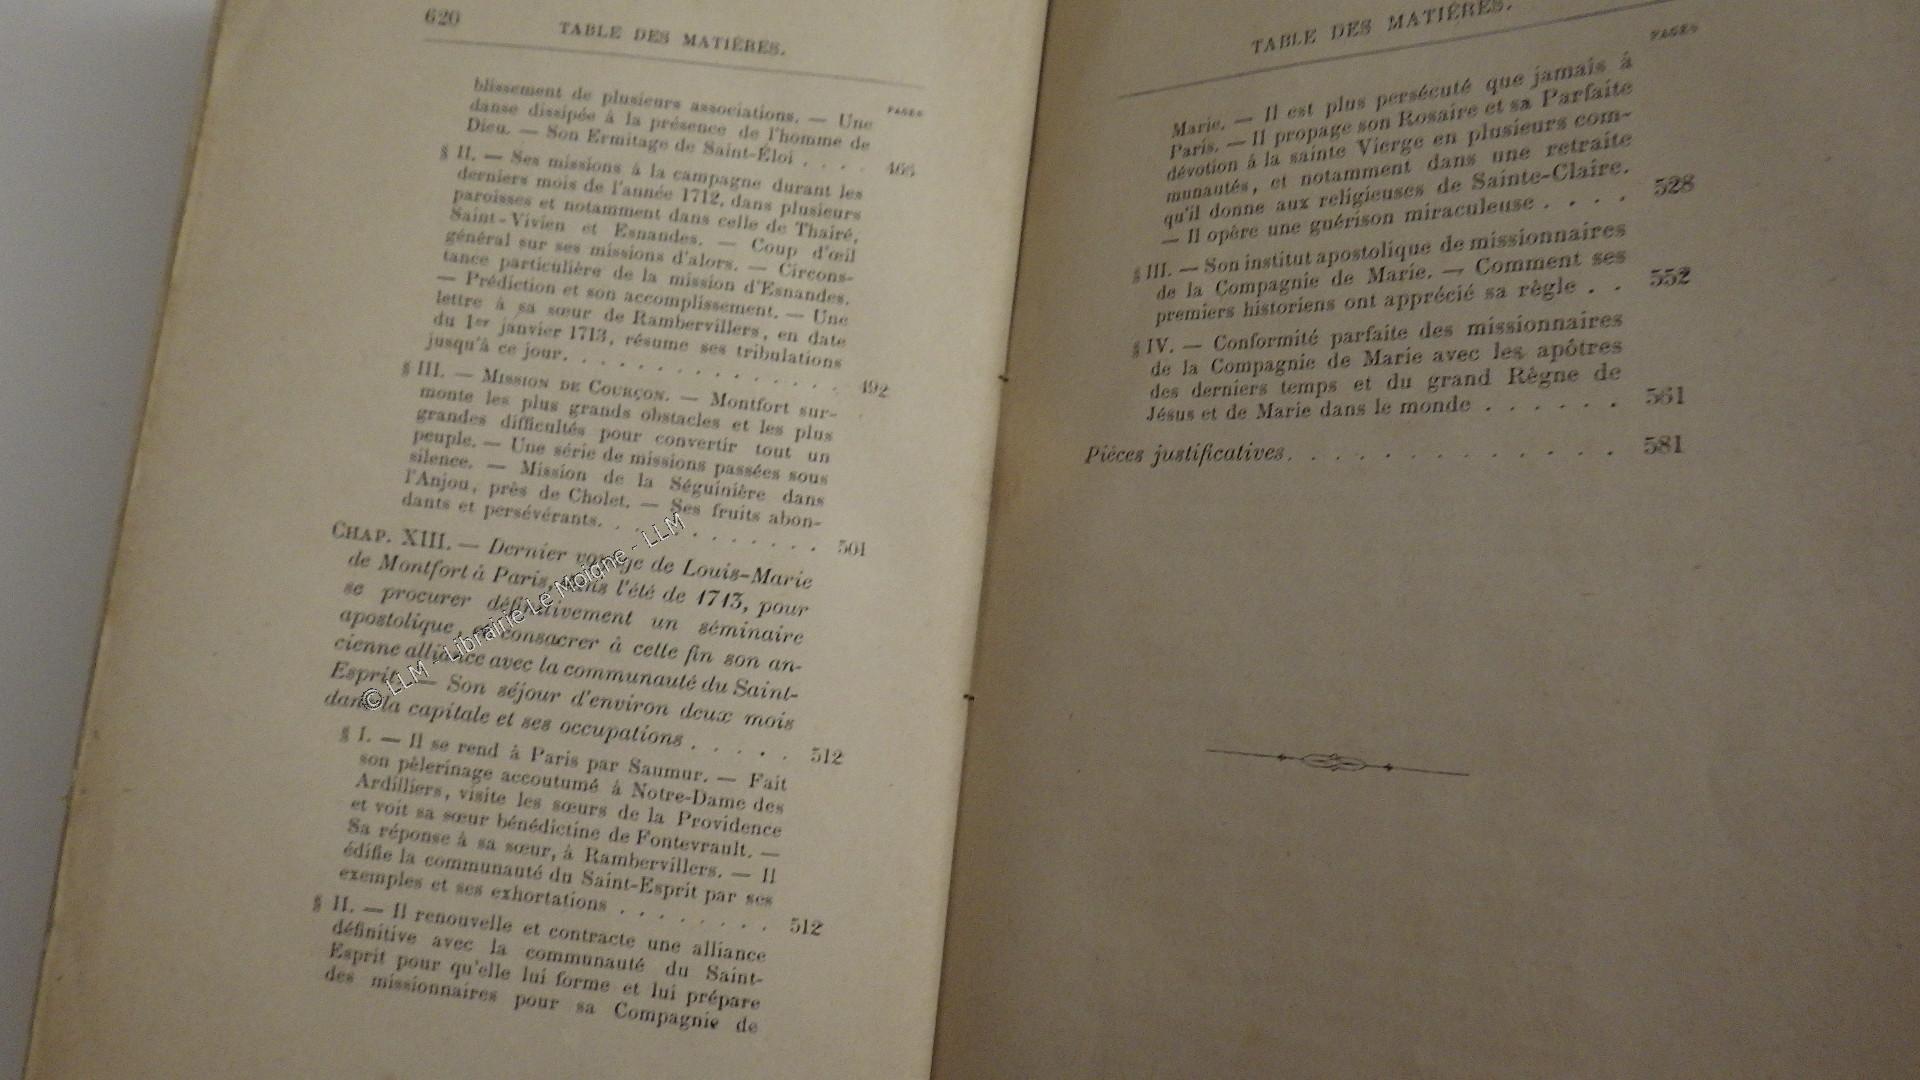 620
TABLE DES MATIÈRES.
PAGES
blissement de plusieurs associations. — Une
danse dissipée à la présence de l'homme de
Dieu. — Son Ermitage de Saint-Éloi . . . . 466
§ II. — Ses missions à la campagne durant les
derniers mois de l'année 1712, dans plusieurs
paroisses et notamment dans celle de Thairé,
Saint-Vivien et Esnandes. — Coup d'œil
général sur ses missions d'alors. — Circons-
tance particulière de la mission d'Esnandes.
— Prédiction et son accomplissement. — Une
lettre à sa sœur de Rambervillers, en date
du 1er janvier 1713, résume ses tribulations
jusqu'à ce jour. . . . . . . . . . . . . . 492
§ III. — MISSION DE COURÇON. — Montfort sur-
monte les plus grands obstacles et les plus
grandes difficultés pour convertir tout un
peuple. — Une série de missions passées sous
silence. — Mission de la Séguinière dans
l'Anjou, près de Cholet. — Ses fruits abon-
dants et persévérants. . . . . . . . . . . 501
CHAP. XIII. — Dernier voyage de Louis-Marie
de Montfort à Paris, dans l'été de 1713, pour
se procurer définitivement un séminaire
apostolique, et consacrer à cette fin son an-
cienne alliance avec la communauté du Saint-
Esprit. — Son séjour d'environ deux mois
dans la capitale et ses occupations . . . . . 512
§ I. — Il se rend à Paris par Saumur. — Fait
son pèlerinage accoutumé à Notre-Dame des
Ardilliers, visite les sœurs de la Providence
et voit sa sœur bénédictine de Fontevrault. —
Sa réponse à sa sœur, à Rambervillers. — Il
édifie la communauté du Saint-Esprit par ses
exemples et ses exhortations . . . . . . . . 512
§ II. — Il renouvelle et contracte une alliance
définitive avec la communauté du Saint-
Esprit pour qu'elle lui forme et lui prépare
des missionnaires pour sa Compagnie de
TABLE DES MATIÈRES.
PAGES
Marie. — Il est plus persécuté que jamais à
Paris. — Il propage son Rosaire et sa Parfaite
dévotion à la sainte Vierge en plusieurs com-
munautés, et notamment dans une retraite
qu'il donne aux religieuses de Sainte-Claire.
— Il opère une guérison miraculeuse . . . . 528
§ III. — Son institut apostolique de missionnaires
de la Compagnie de Marie. — Comment ses
premiers historiens ont apprécié sa règle . . 552
§ IV. — Conformité parfaite des missionnaires
de la Compagnie de Marie avec les apôtres
des derniers temps et du grand Règne de
Jésus et de Marie dans le monde . . . . . . 561
Pièces justificatives. . . . . . . . . . . . . . 581
© LLM - Librairie Le Moigne - LLM